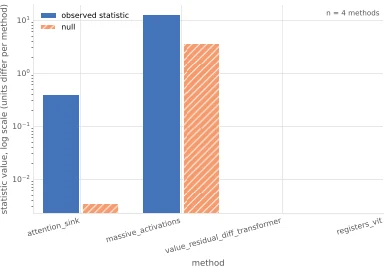 observed statistic
null
n = 4 methods
statistic value, log scale (units differ per method)
10¹
10⁰
10⁻¹
10⁻²
attention_sink
massive_activations
value_residual_diff_transformer
registers_vit
method